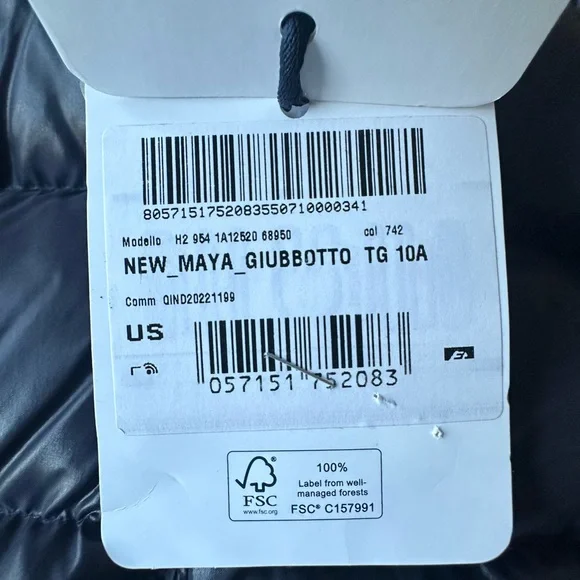 8057151752083550710000341
Modello H2 954 1A12520 68950 col 742
NEW_MAYA_GIUBBOTTO TG 10A
Comm QIND20221199
US
057151 752083
FSC
www.fsc.org
100%
Label from well-
managed forests
FSC® C157991